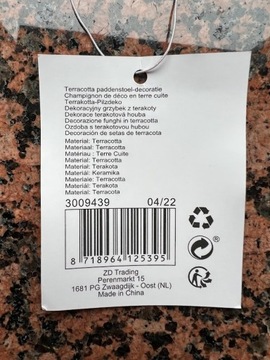 Terracotta paddenstoel-decoratie
Champignon de déco en terre cuite
Terrakotta-Pilzdeko
Dekoracyjny grzybek z terakoty
Dekorace terakotová houba
Decorazione funghi in terracotta
Ozdoba s terakotovou hubou
Decoración de setas de terracota
Material: Terracotta
Materiaal: Terracotta
Matériau : Terre Cuite
Material: Terrakotta
Materiał: Terakota
Materiál: Keramika
Materiale: Terracotta
Materiál: Terakota
Material: Terracota
3009439 04/22
8 718964 125395
ZD Trading
Perenmarkt 15
1681 PG Zwaagdijk - Oost (NL)
Made in China